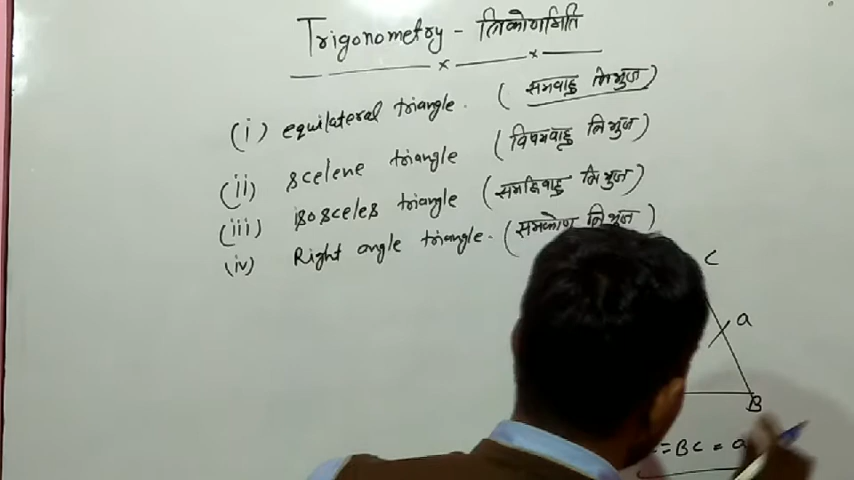 Trigonometry - त्रिकोणमिति
(i) equilateral triangle. (समबाहु त्रिभुज)
(ii) scelene triangle (विषमबाहु त्रिभुज)
(iii) isosceles triangle (समद्विबाहु त्रिभुज)
(iv) Right angle triangle. (समकोण त्रिभुज)
C
a
B
= BC = a